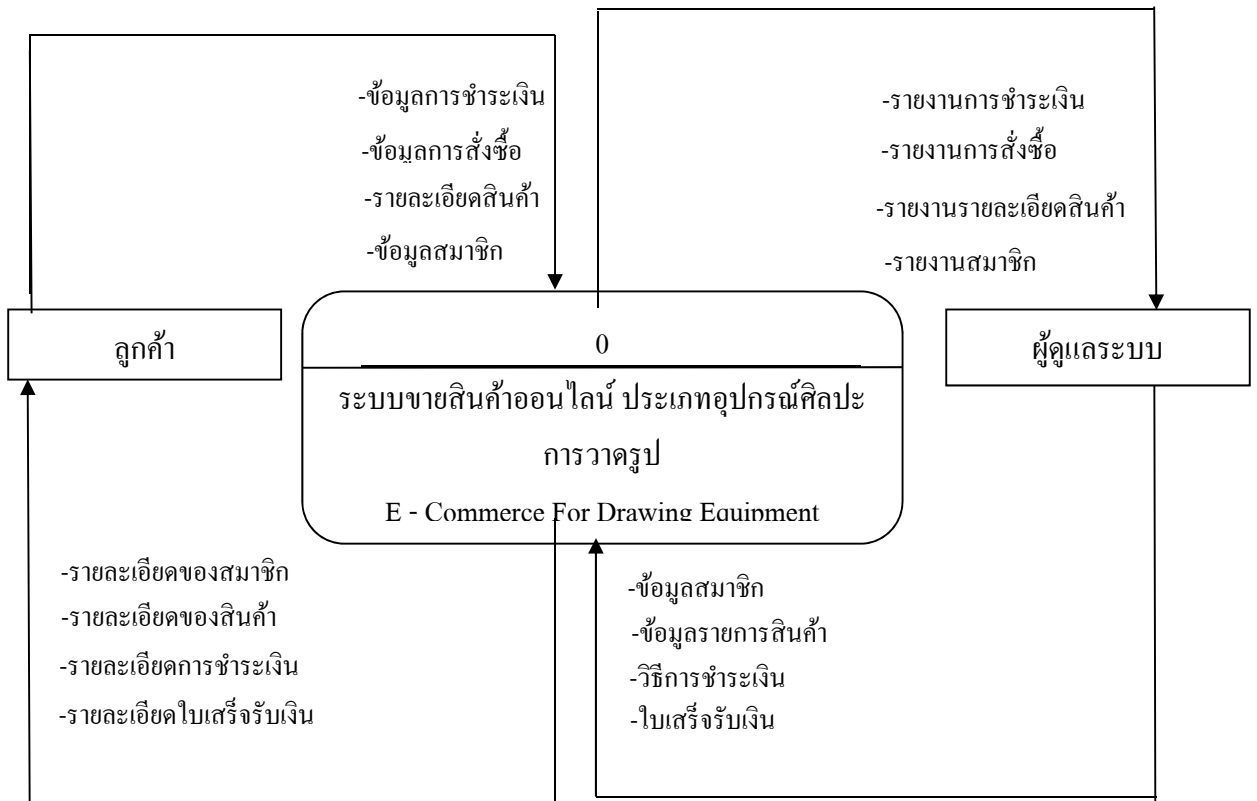 -ข้อมูลการชำระเงิน
-ข้อมูลการสั่งซื้อ
-รายละเอียดสินค้า
-ข้อมูลสมาชิก
-รายงานการชำระเงิน
-รายงานการสั่งซื้อ
-รายงานรายละเอียดสินค้า
-รายงานสมาชิก
ลูกค้า
0
ระบบขายสินค้าออนไลน์ ประเภทอุปกรณ์ศิลปะ
การวาดรูป
E - Commerce For Drawing Equipment
ผู้ดูแลระบบ
-รายละเอียดของสมาชิก
-รายละเอียดของสินค้า
-รายละเอียดการชำระเงิน
-รายละเอียดใบเสร็จรับเงิน
-ข้อมูลสมาชิก
-ข้อมูลรายการสินค้า
-วิธีการชำระเงิน
-ใบเสร็จรับเงิน